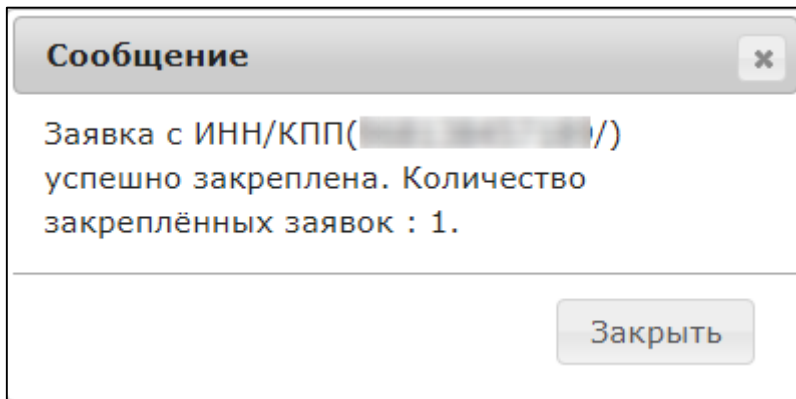 Сообщение
Заявка с ИНН/КПП( /)
успешно закреплена. Количество
закреплённых заявок : 1.
Закрыть